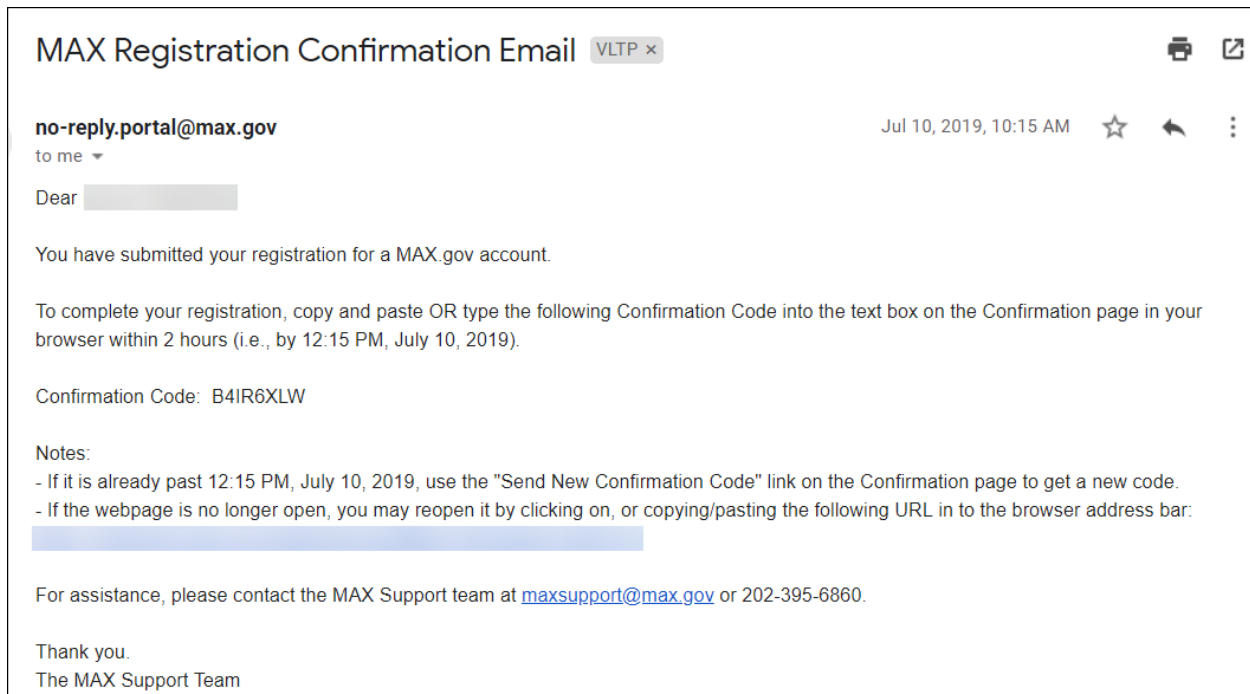 MAX Registration Confirmation Email VLTP ×
no-reply.portal@max.gov Jul 10, 2019, 10:15 AM
to me
Dear
You have submitted your registration for a MAX.gov account.
To complete your registration, copy and paste OR type the following Confirmation Code into the text box on the Confirmation page in your
browser within 2 hours (i.e., by 12:15 PM, July 10, 2019).
Confirmation Code: B4IR6XLW
Notes:
- If it is already past 12:15 PM, July 10, 2019, use the "Send New Confirmation Code" link on the Confirmation page to get a new code.
- If the webpage is no longer open, you may reopen it by clicking on, or copying/pasting the following URL in to the browser address bar:
For assistance, please contact the MAX Support team at maxsupport@max.gov or 202-395-6860.
Thank you.
The MAX Support Team